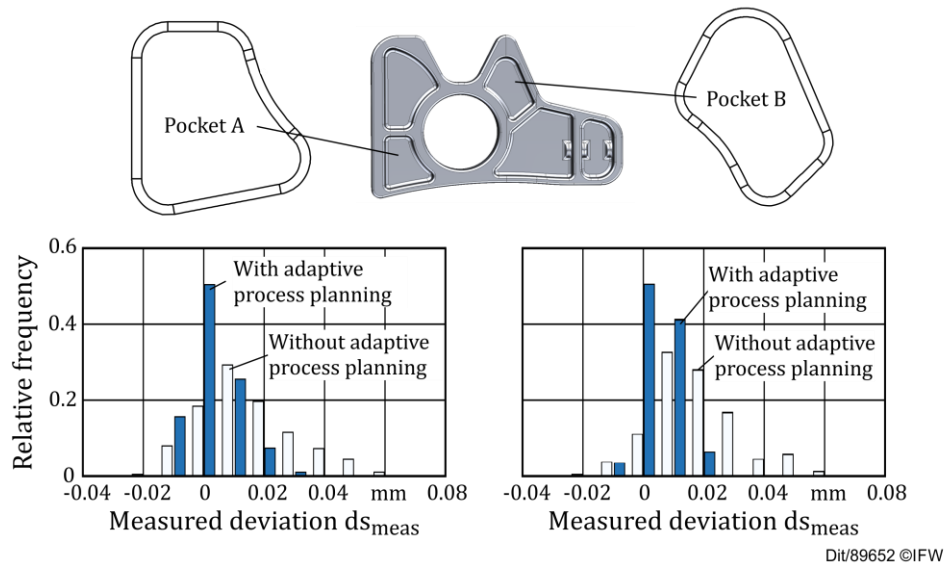 Pocket A
Pocket B
Relative frequency
0.6
0.4
0.2
0
With adaptive
process planning
Without adaptive
process planning
-0.04 -0.02 0 0.02 0.04 mm 0.08
Measured deviation ds_meas
With adaptive
process planning
Without adaptive
process planning
-0.04 -0.02 0 0.02 0.04 mm 0.08
Measured deviation ds_meas
Dit/89652 ©IFW